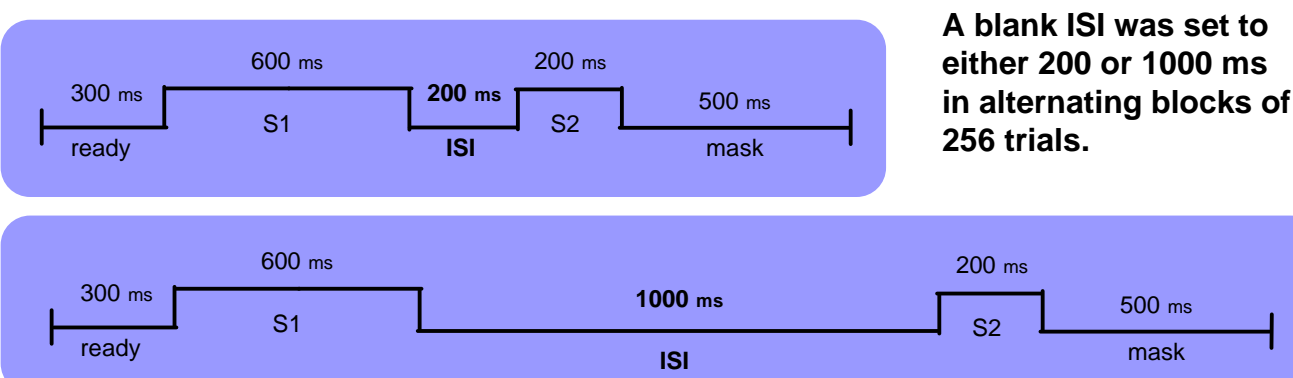 A blank ISI was set to
either 200 or 1000 ms
in alternating blocks of
256 trials.
600 ms
200 ms
300 ms
200 ms
500 ms
S1
S2
ready
ISI
mask
600 ms
200 ms
300 ms
1000 ms
500 ms
S1
S2
ready
ISI
mask